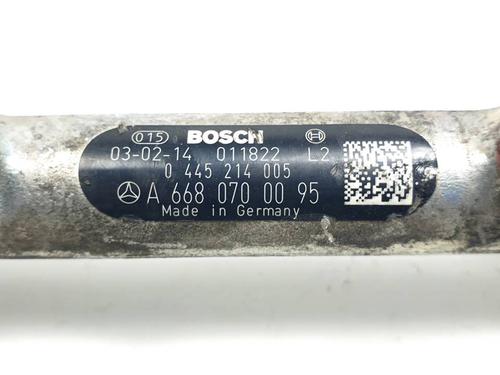 015 BOSCH
03-02-14 011822 L2
0 445 214 005
A 668 070 00 95
Made in Germany